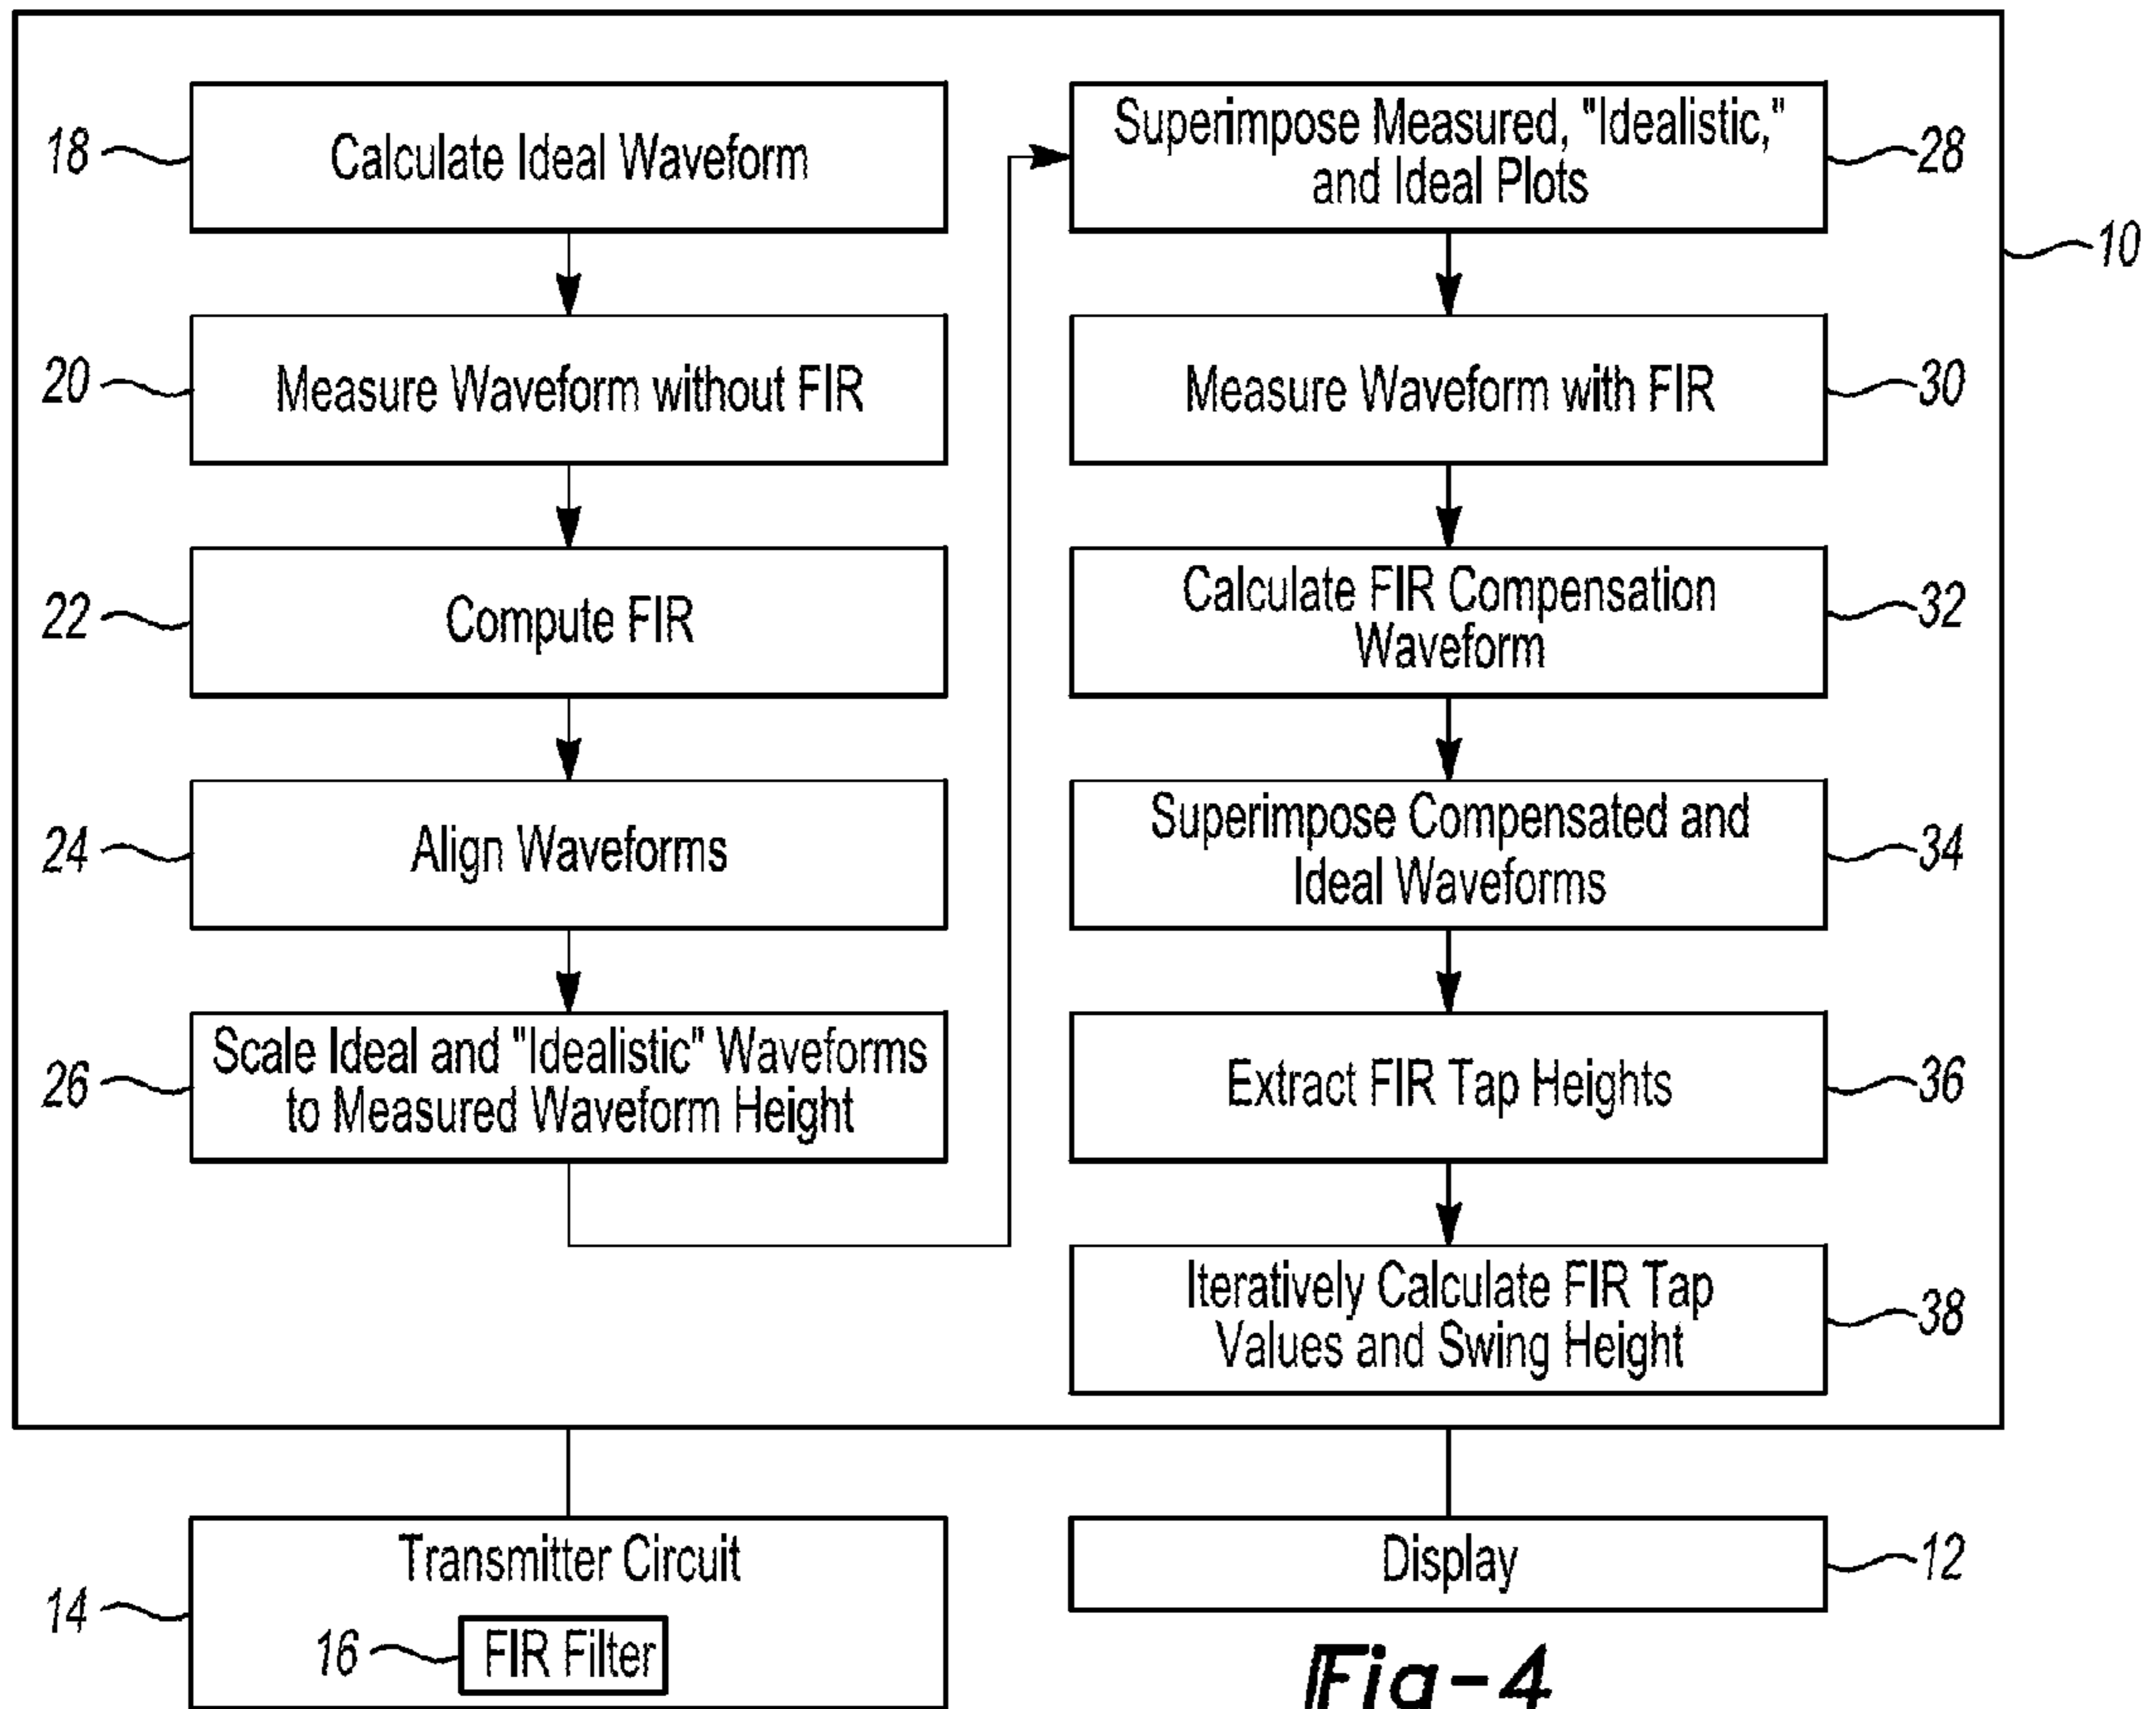 18
Calculate Ideal Waveform
20
Measure Waveform without FIR
22
Compute FIR
24
Align Waveforms
26
Scale Ideal and "Idealistic" Waveforms
to Measured Waveform Height
Superimpose Measured, "Idealistic,"
and Ideal Plots
28
10
Measure Waveform with FIR
30
Calculate FIR Compensation
Waveform
32
Superimpose Compensated and
Ideal Waveforms
34
Extract FIR Tap Heights
36
Iteratively Calculate FIR Tap
Values and Swing Height
38
Transmitter Circuit
14
16
FIR Filter
Display
12
Fig-4